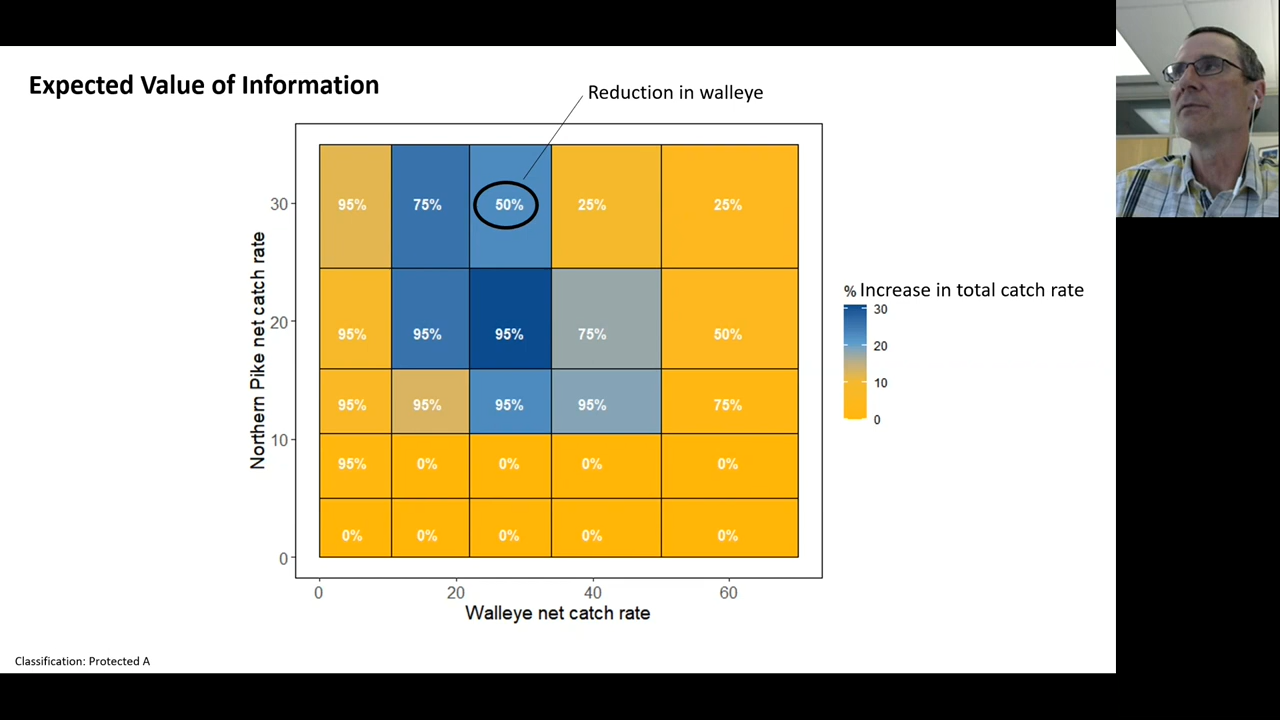 Expected Value of Information
Reduction in walleye
95% 75% 50% 25% 25%
95% 95% 95% 75% 50%
95% 95% 95% 95% 75%
95% 0% 0% 0% 0%
0% 0% 0% 0% 0%
30
20
10
0
Northern Pike net catch rate
0 20 40 60
Walleye net catch rate
% Increase in total catch rate
30
20
10
0
Classification: Protected A